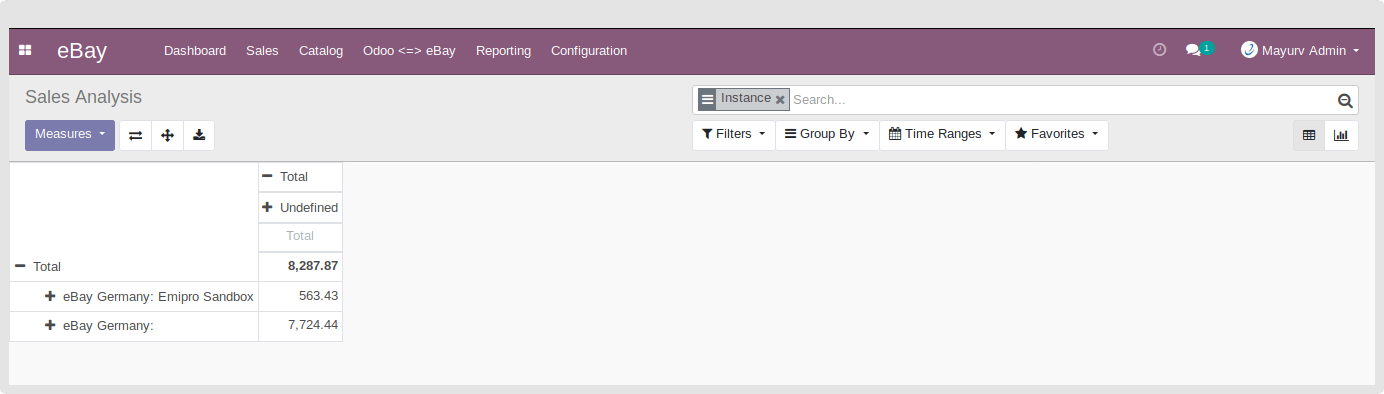 eBay Dashboard Sales Catalog Odoo <=> eBay Reporting Configuration 1 Mayurv Admin
Sales Analysis Instance Search...
Measures Filters Group By Time Ranges Favorites
Total
Undefined
Total
Total 8,287.87
eBay Germany: Emipro Sandbox 563.43
eBay Germany: 7,724.44